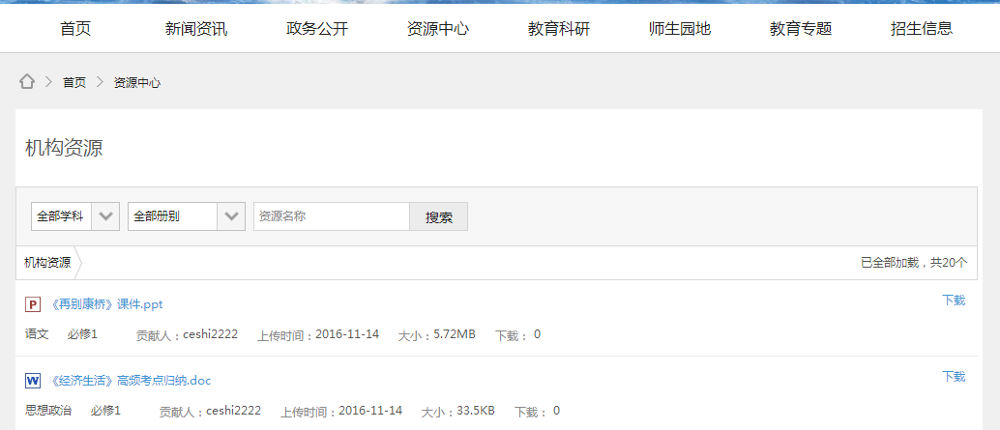 首页 新闻资讯 政务公开 资源中心 教育科研 师生园地 教育专题 招生信息
首页 资源中心
机构资源
全部学科 全部册别 资源名称 搜索
机构资源 已全部加载，共20个
《再别康桥》课件.ppt 下载
语文 必修1 贡献人：ceshi2222 上传时间：2016-11-14 大小：5.72MB 下载： 0
《经济生活》高频考点归纳.doc 下载
思想政治 必修1 贡献人：ceshi2222 上传时间：2016-11-14 大小：33.5KB 下载： 0